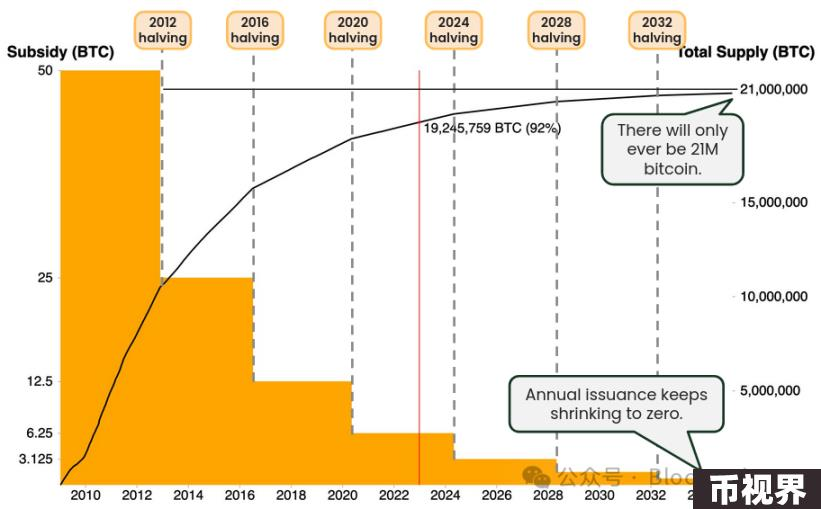 2012
halving
2016
halving
2020
halving
2024
halving
2028
halving
2032
halving
Subsidy (BTC)
Total Supply (BTC)
50
21,000,000
19,245,759 BTC (92%)
There will only
ever be 21M
bitcoin.
15,000,000
25
10,000,000
12.5
Annual issuance keeps
shrinking to zero.
5,000,000
6.25
3.125
公众号 · Bloc
2010
2012
2014
2016
2018
2020
2022
2024
2026
2028
2030
2032
币视界